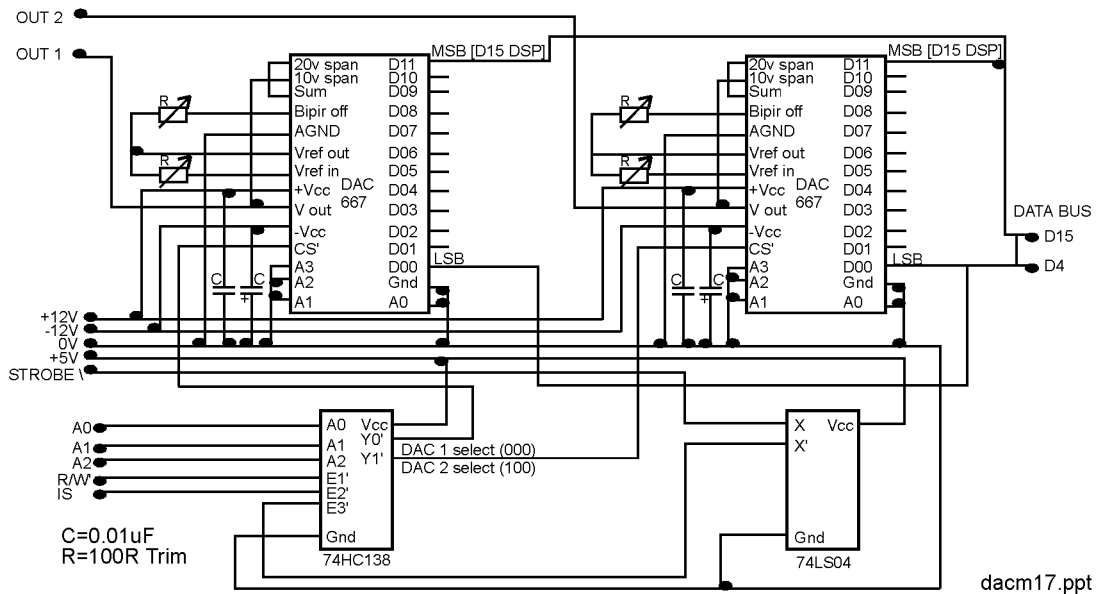 OUT 2
OUT 1
MSB [D15 DSP]
20v span
10v span
Sum
Bipir off
AGND
Vref out
Vref in
+Vcc
V out
-Vcc
CS'
A3
A2
A1
DAC
667
D11
D10
D09
D08
D07
D06
D05
D04
D03
D02
D01
D00
Gnd
A0
LSB
R
R
C
C
+
MSB [D15 DSP]
20v span
10v span
Sum
Bipir off
AGND
Vref out
Vref in
+Vcc
V out
-Vcc
CS'
A3
A2
A1
DAC
667
D11
D10
D09
D08
D07
D06
D05
D04
D03
D02
D01
D00
Gnd
A0
LSB
R
R
C
C
+
DATA BUS
D15
D4
+12V
-12V
0V
+5V
STROBE \
A0
A1
A2
R/W'
IS
A0
A1
A2
E1'
E2'
E3'
Gnd
Vcc
Y0'
Y1'
74HC138
DAC 1 select (000)
DAC 2 select (100)
X
X'
Vcc
Gnd
74LS04
C=0.01uF
R=100R Trim
dacm17.ppt